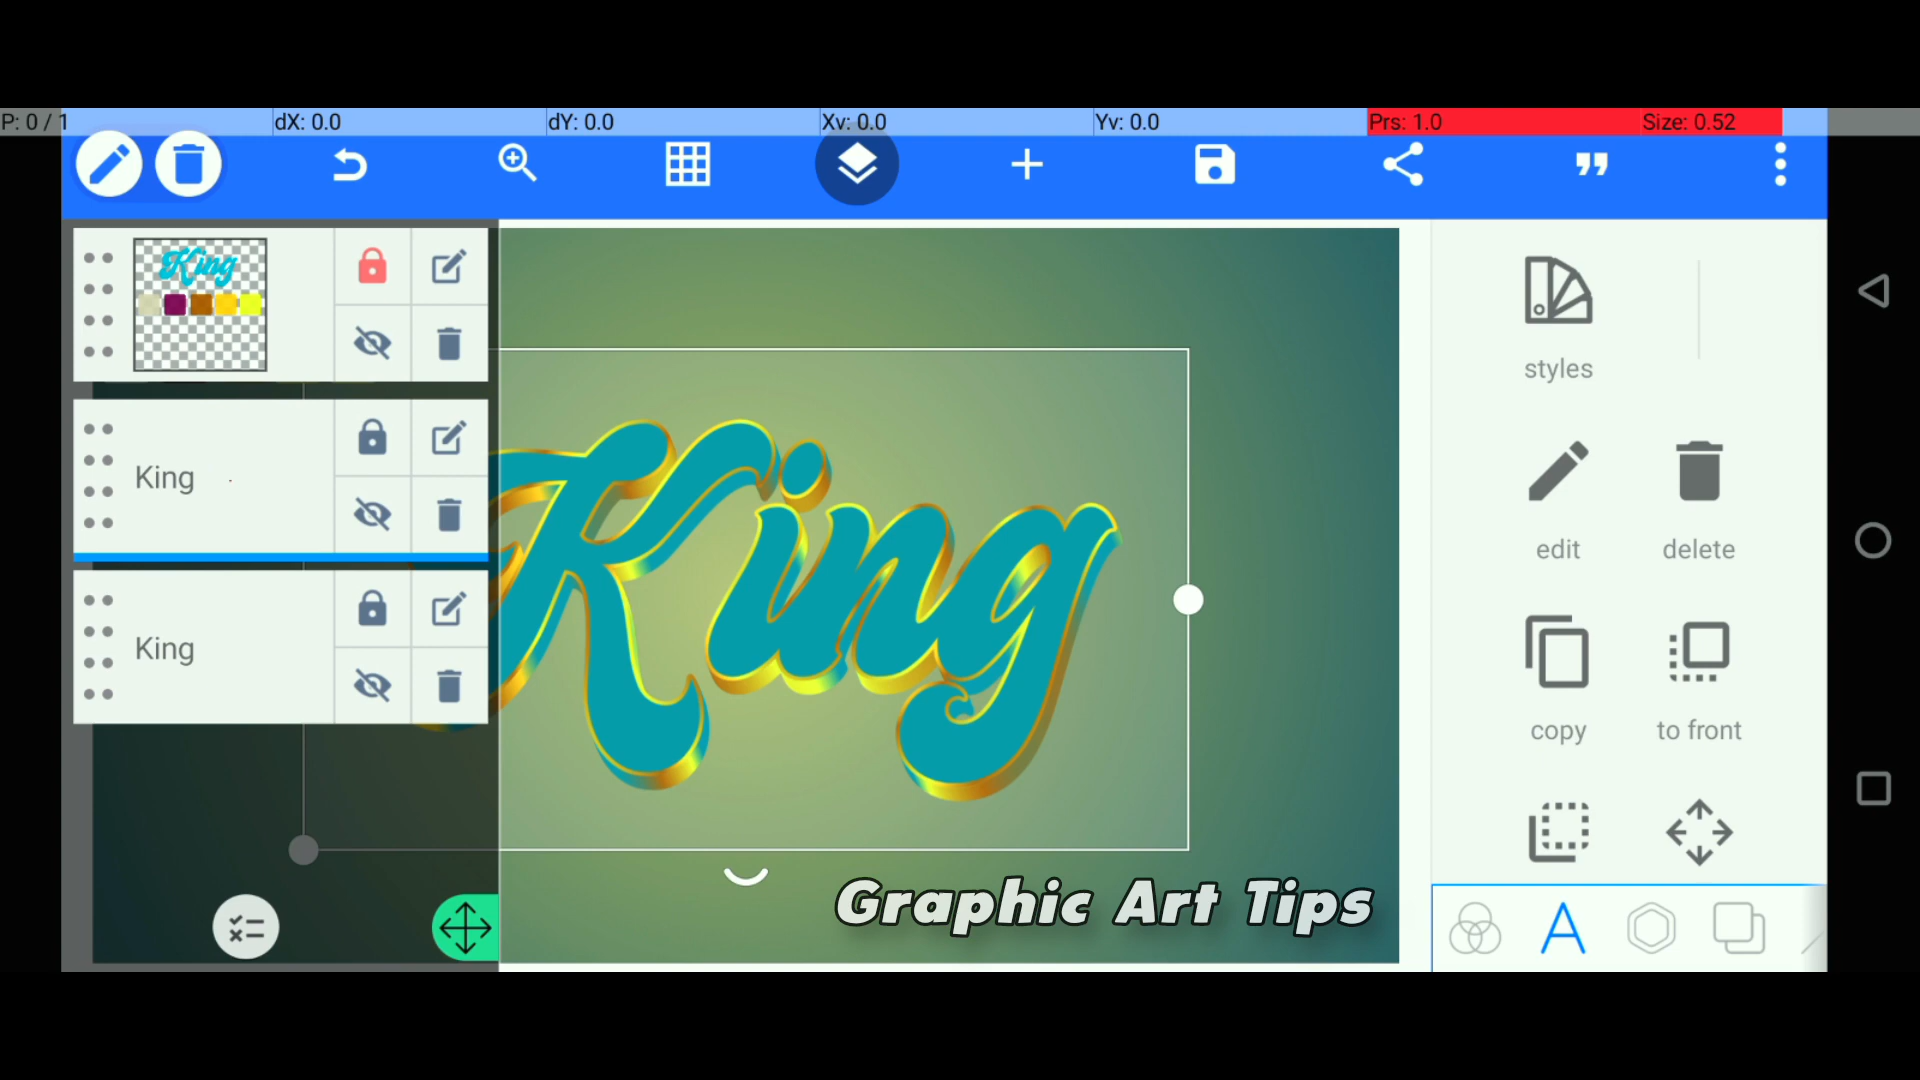 P: 0 / 1 dX: 0.0 dY: 0.0 Xv: 0.0 Yv: 0.0 Prs: 1.0 Size: 0.52
King
styles
King
edit delete
King
King
copy to front
Graphic Art Tips